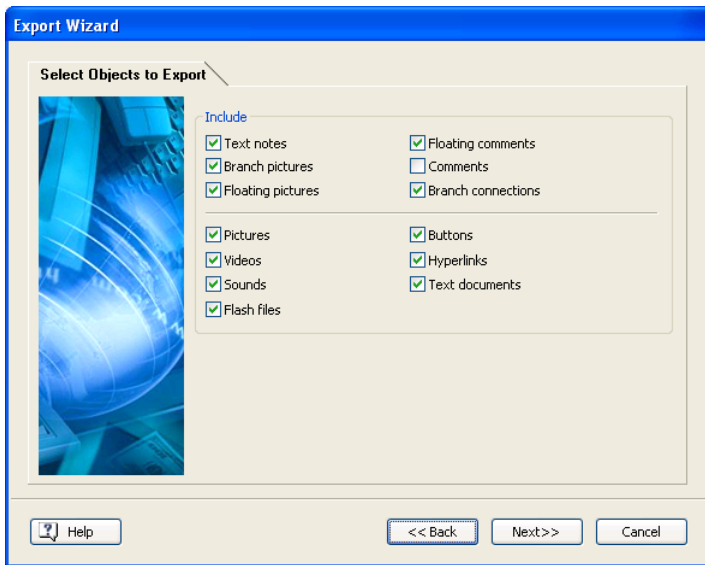 Export Wizard
Select Objects to Export
Include
Text notes
Floating comments
Branch pictures
Comments
Floating pictures
Branch connections
Pictures
Buttons
Videos
Hyperlinks
Sounds
Text documents
Flash files
Help
<< Back
Next>>
Cancel